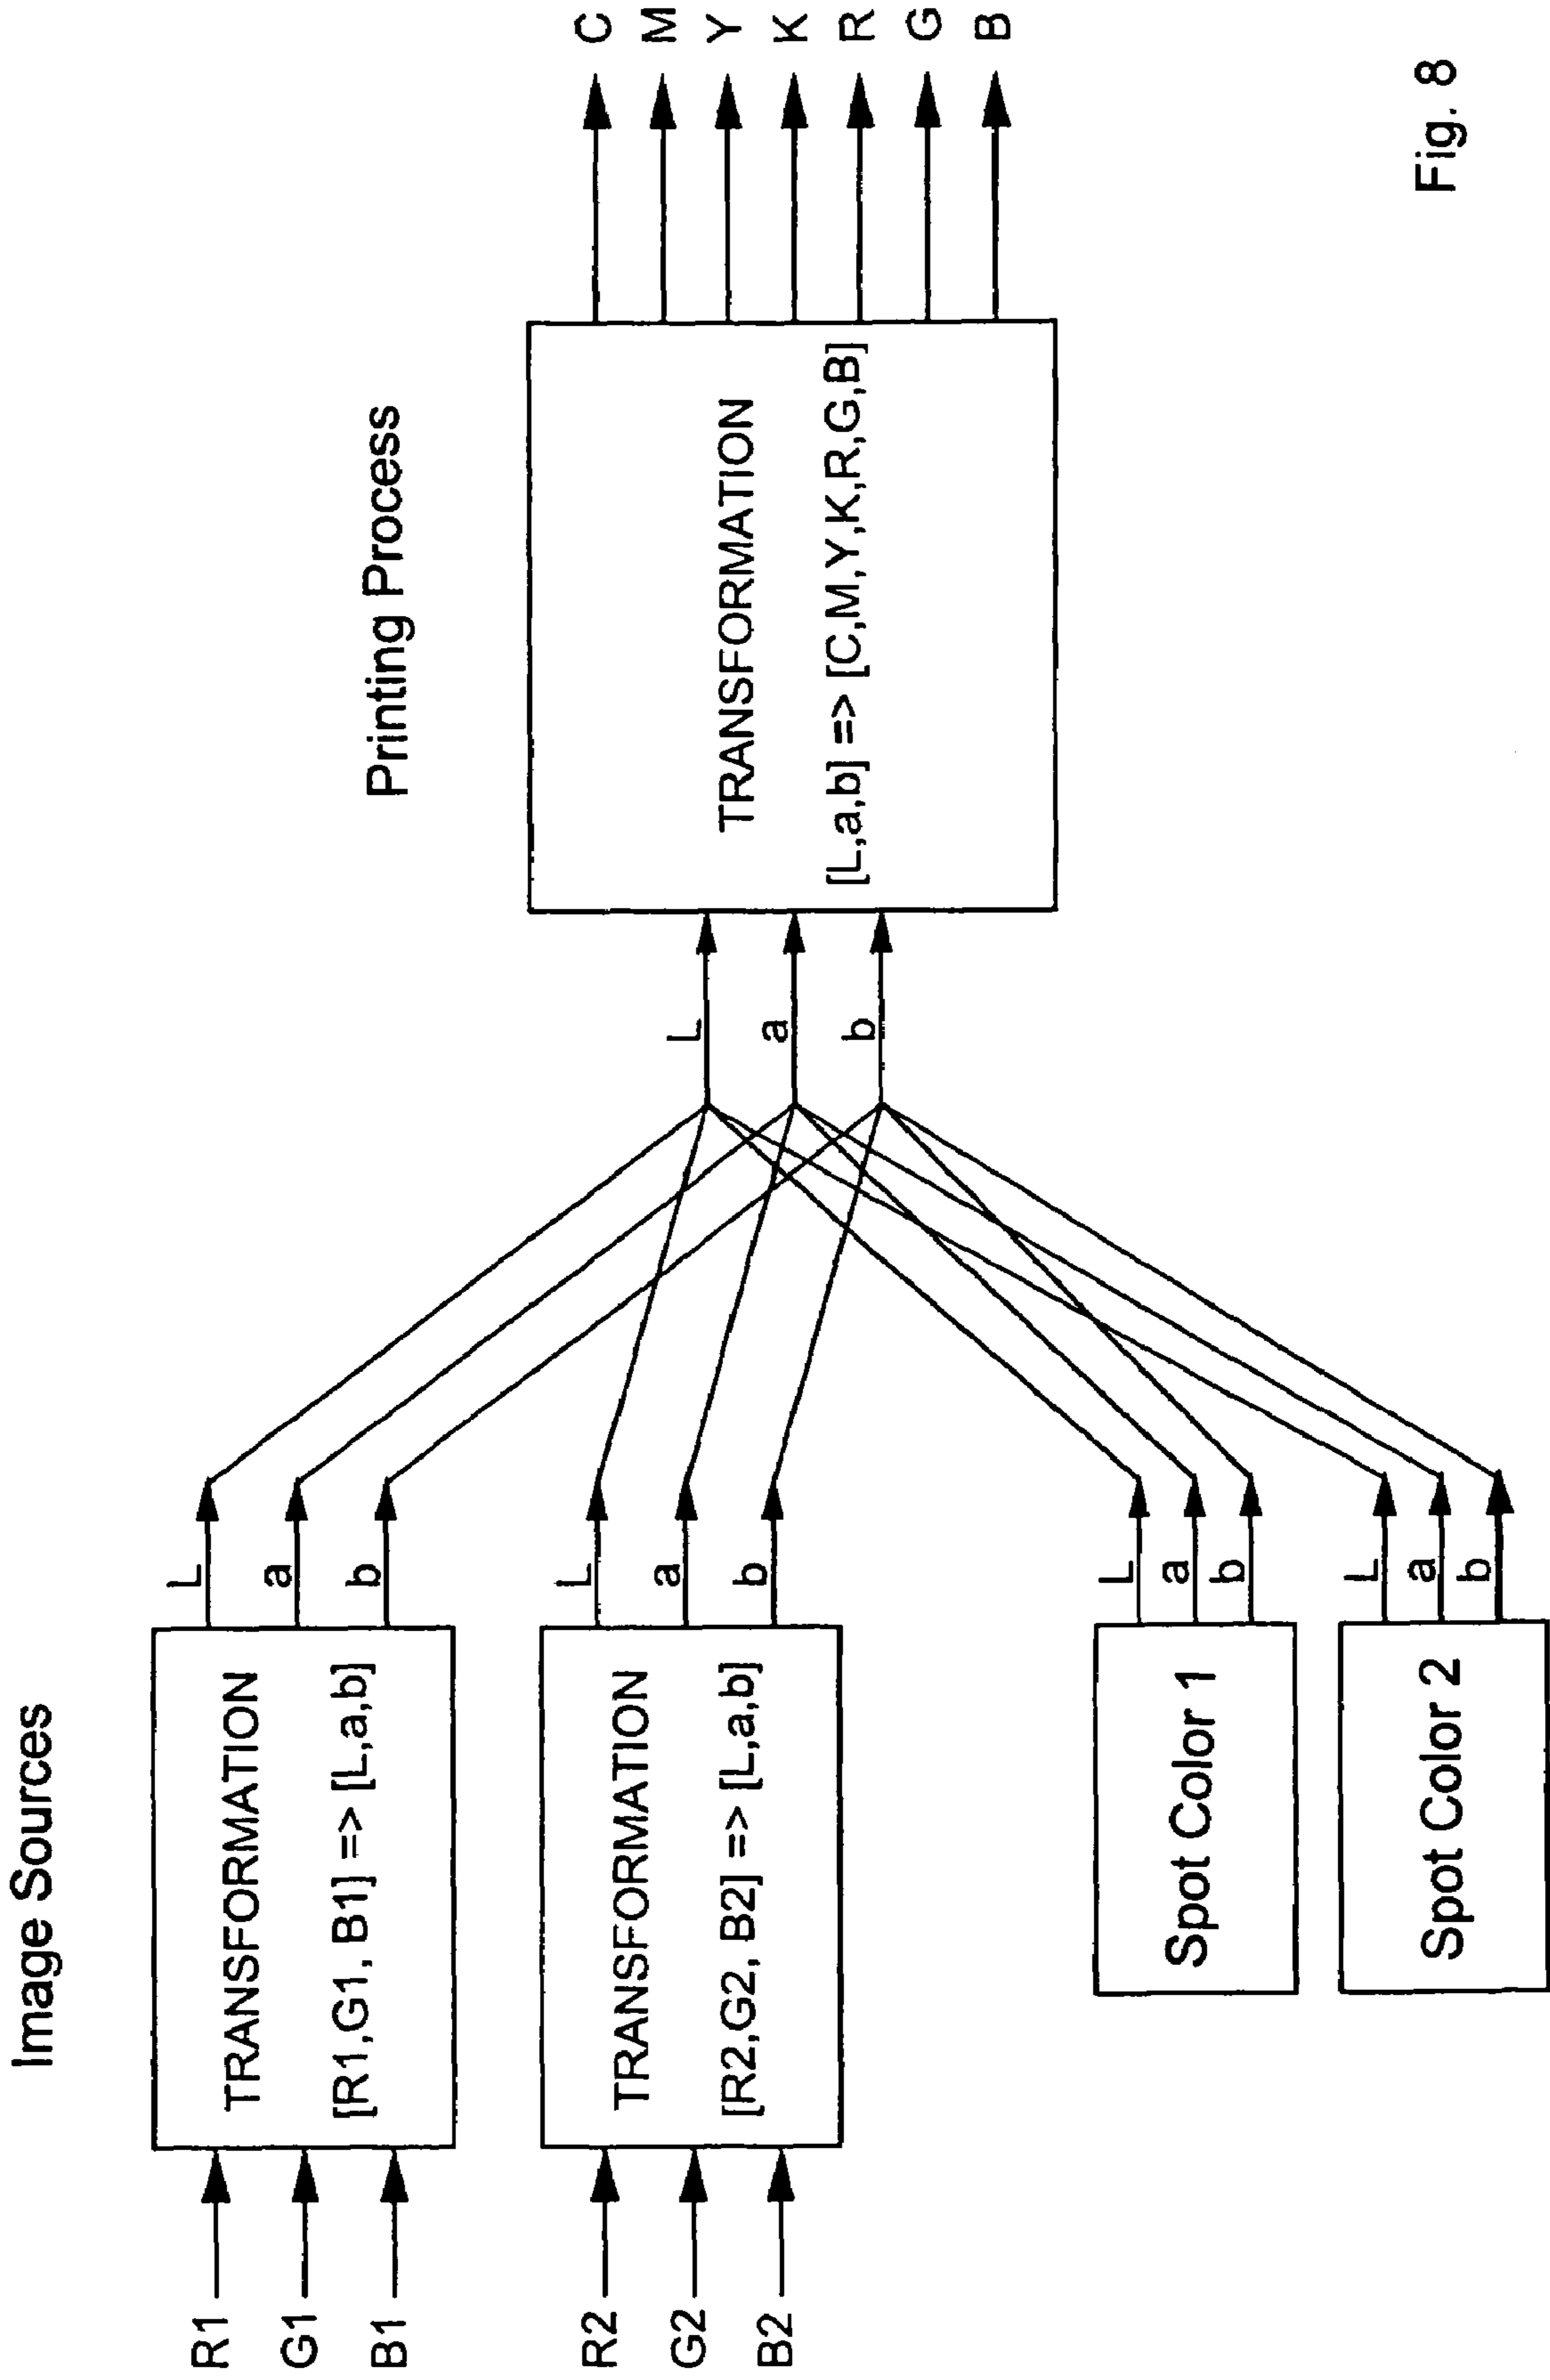 Image Sources
R1
G1
B1
TRANSFORMATION
[R1,G1, B1] => [L,a,b]
L
a
b
R2
G2
B2
TRANSFORMATION
[R2,G2, B2] => [L,a,b]
L
a
b
Spot Color 1
L
a
b
Spot Color 2
L
a
b
L
a
b
Printing Process
TRANSFORMATION
[L,a,b] => [C,M,Y,K,R,G,B]
C
M
Y
K
R
G
B
Fig. 8